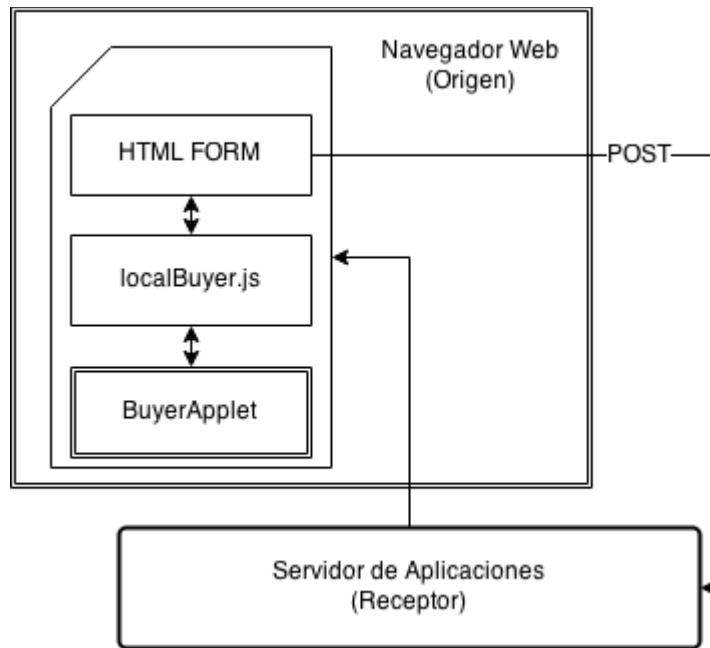 Navegador Web
(Origen)
HTML FORM
POST
localBuyer.js
BuyerApplet
Servidor de Aplicaciones
(Receptor)